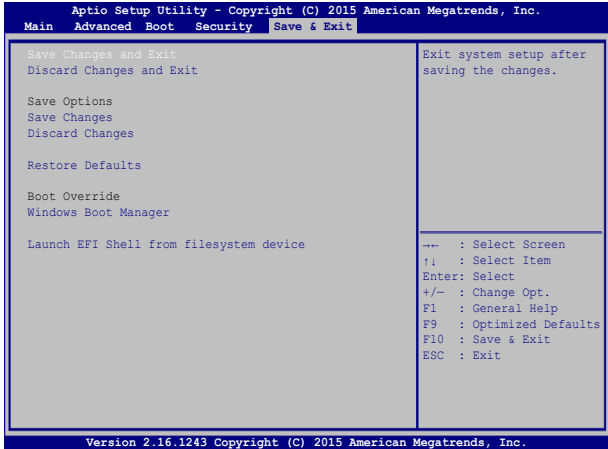 Aptio Setup Utility - Copyright (C) 2015 American Megatrends, Inc.
Main Advanced Boot Security Save & Exit
Save Changes and Exit
Discard Changes and Exit
Save Options
Save Changes
Discard Changes
Restore Defaults
Boot Override
Windows Boot Manager
Launch EFI Shell from filesystem device
Exit system setup after
saving the changes.
→← : Select Screen
↑↓ : Select Item
Enter: Select
+/— : Change Opt.
F1 : General Help
F9 : Optimized Defaults
F10 : Save & Exit
ESC : Exit
Version 2.16.1243 Copyright (C) 2015 American Megatrends, Inc.